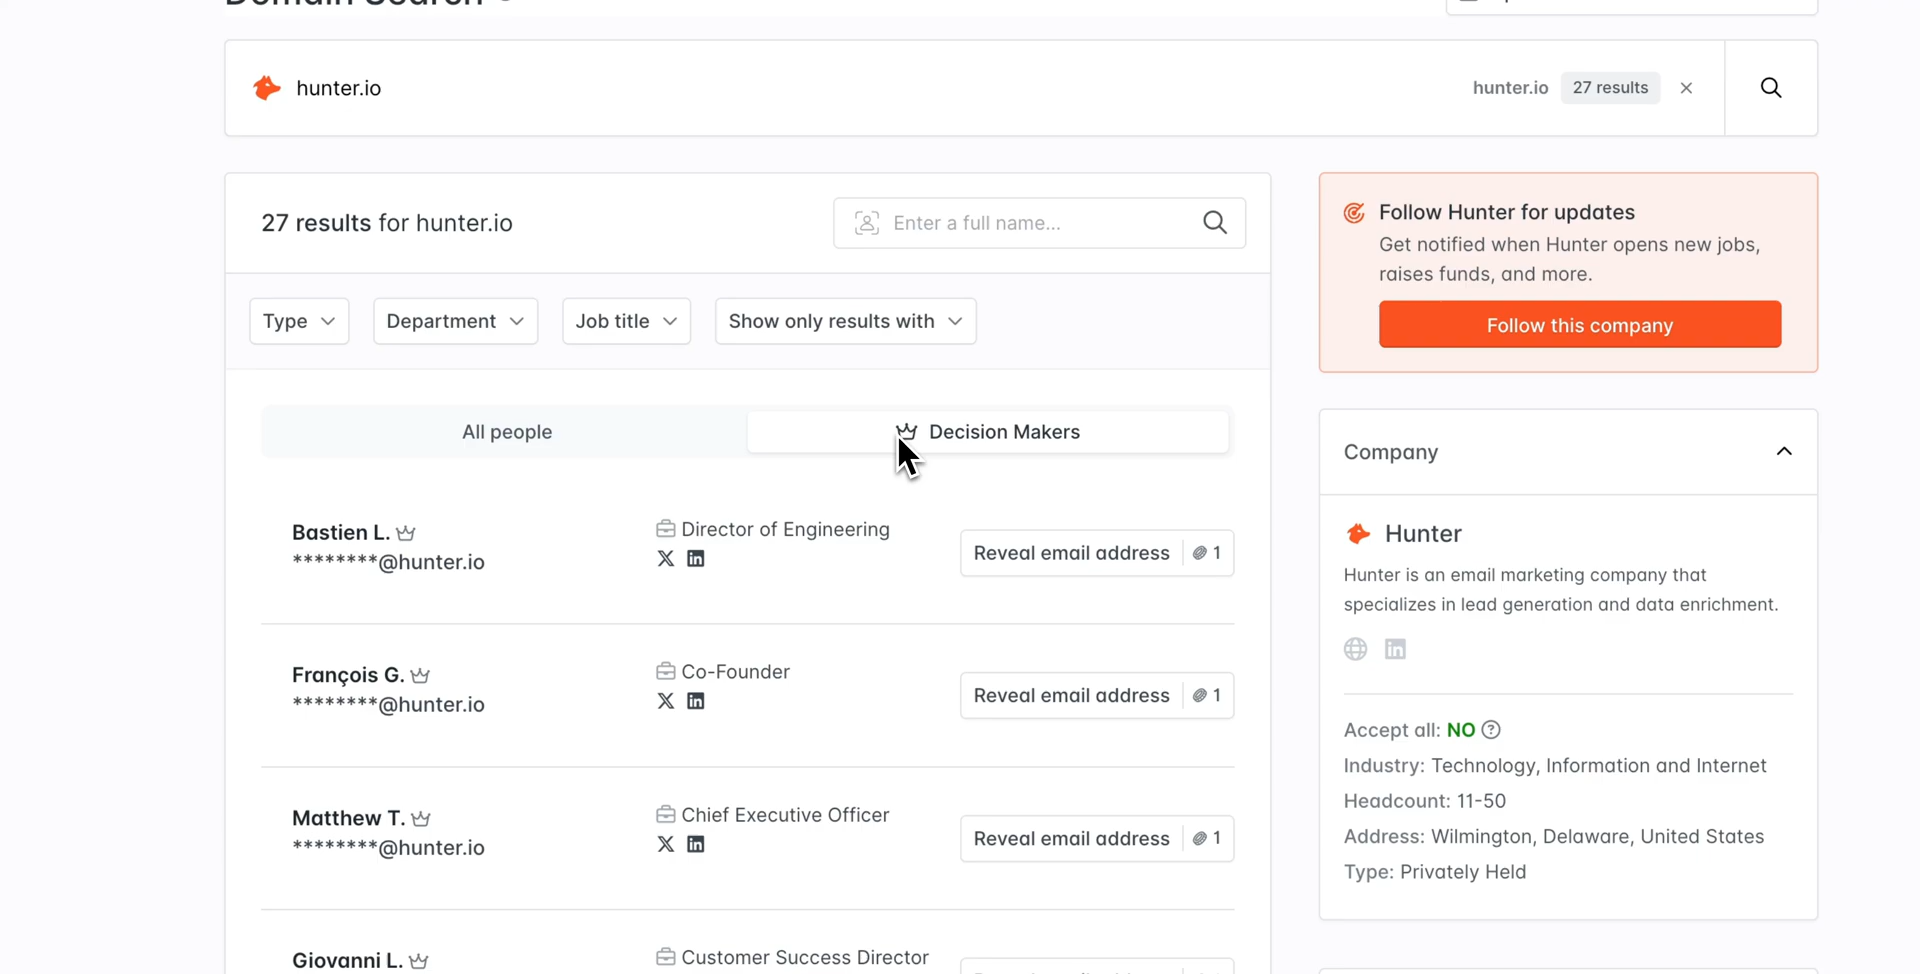 Domain Search
hunter.io
hunter.io 27 results
27 results for hunter.io
Enter a full name...
Type
Department
Job title
Show only results with
All people
Decision Makers
Bastien L.
********@hunter.io
Director of Engineering
Reveal email address 1
François G.
********@hunter.io
Co-Founder
Reveal email address 1
Matthew T.
********@hunter.io
Chief Executive Officer
Reveal email address 1
Giovanni L.
Customer Success Director
Follow Hunter for updates
Get notified when Hunter opens new jobs,
raises funds, and more.
Follow this company
Company
Hunter
Hunter is an email marketing company that
specializes in lead generation and data enrichment.
Accept all: NO
Industry: Technology, Information and Internet
Headcount: 11-50
Address: Wilmington, Delaware, United States
Type: Privately Held